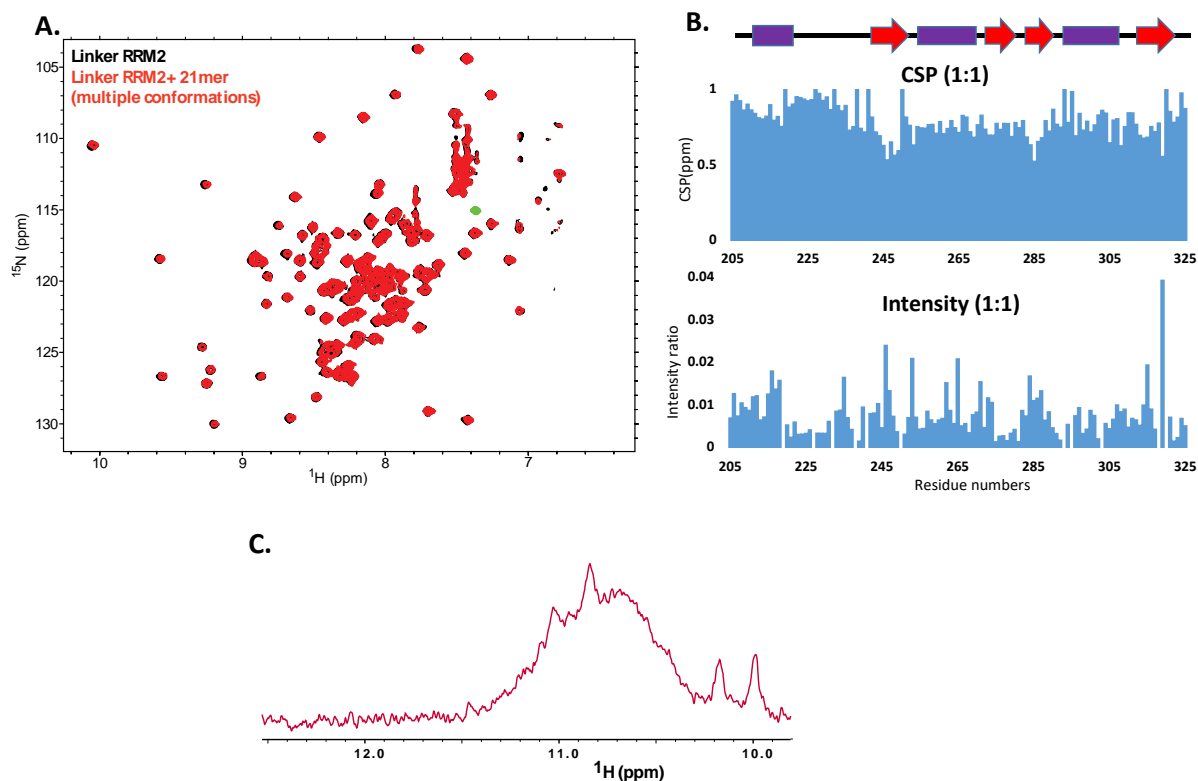 A.
Linker RRM2
Linker RRM2+ 21mer
(multiple conformations)
105
110
115
120
125
130
15N (ppm)
10
9
8
7
1H (ppm)
B.
CSP (1:1)
1
0.5
0
CSP(ppm)
205
225
245
265
285
305
325
Intensity (1:1)
0.04
0.03
0.02
0.01
0
Intensity ratio
205
225
245
265
285
305
325
Residue numbers
C.
12.0
11.0
10.0
1H (ppm)